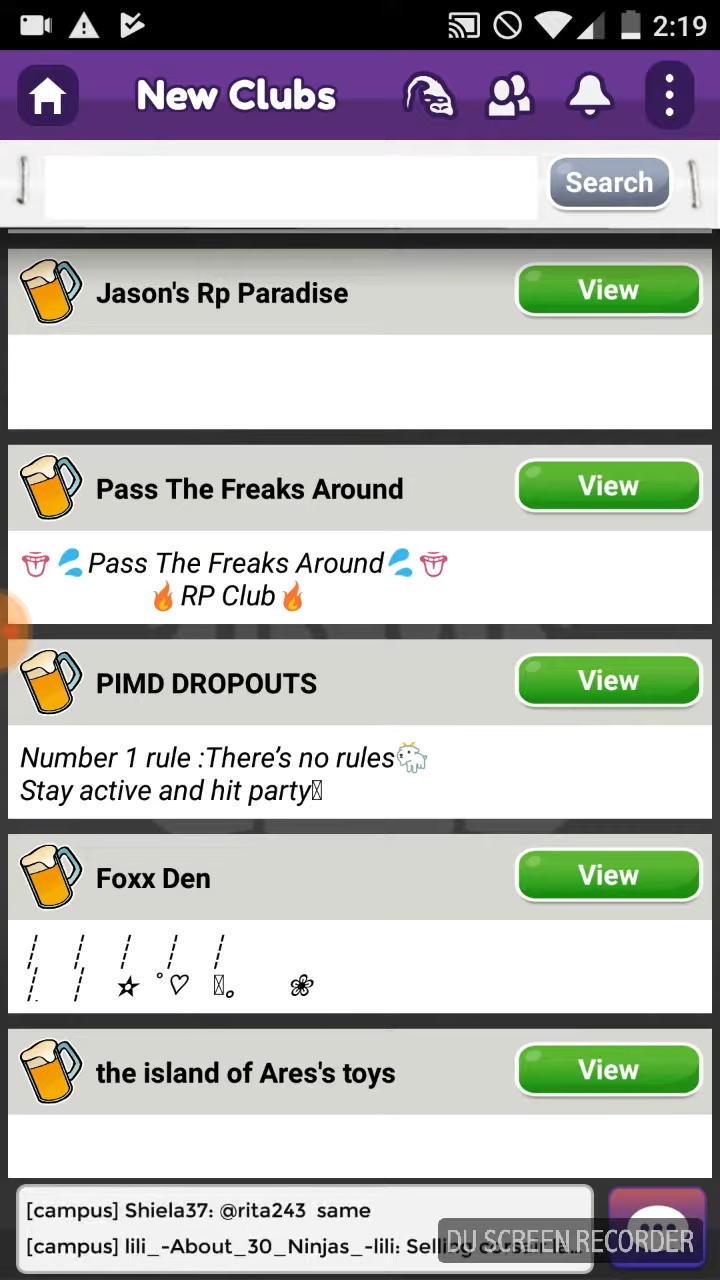 2:19
New Clubs
Search
Jason's Rp Paradise
View
Pass The Freaks Around
View
👅💦Pass The Freaks Around💦👅
🔥RP Club🔥
PIMD DROPOUTS
View
Number 1 rule :There’s no rules🐐
Stay active and hit party
Foxx Den
View
the island of Ares's toys
View
[campus] Shiela37: @rita243 same
[campus] lili_-About_30_Ninjas_-lili: Selling
DU SCREEN RECORDER